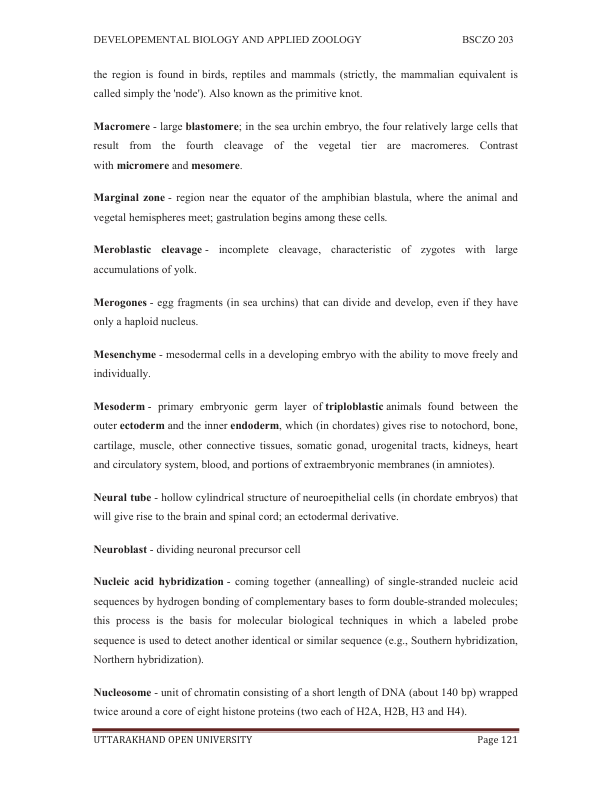 DEVELOPEMENTAL BIOLOGY AND APPLIED ZOOLOGY BSCZO 203
the region is found in birds, reptiles and mammals (strictly, the mammalian equivalent is
called simply the 'node'). Also known as the primitive knot.
Macromere - large blastomere; in the sea urchin embryo, the four relatively large cells that
result from the fourth cleavage of the vegetal tier are macromeres. Contrast
with micromere and mesomere.
Marginal zone - region near the equator of the amphibian blastula, where the animal and
vegetal hemispheres meet; gastrulation begins among these cells.
Meroblastic cleavage - incomplete cleavage, characteristic of zygotes with large
accumulations of yolk.
Merogones - egg fragments (in sea urchins) that can divide and develop, even if they have
only a haploid nucleus.
Mesenchyme - mesodermal cells in a developing embryo with the ability to move freely and
individually.
Mesoderm - primary embryonic germ layer of triploblastic animals found between the
outer ectoderm and the inner endoderm, which (in chordates) gives rise to notochord, bone,
cartilage, muscle, other connective tissues, somatic gonad, urogenital tracts, kidneys, heart
and circulatory system, blood, and portions of extraembryonic membranes (in amniotes).
Neural tube - hollow cylindrical structure of neuroepithelial cells (in chordate embryos) that
will give rise to the brain and spinal cord; an ectodermal derivative.
Neuroblast - dividing neuronal precursor cell
Nucleic acid hybridization - coming together (annealling) of single-stranded nucleic acid
sequences by hydrogen bonding of complementary bases to form double-stranded molecules;
this process is the basis for molecular biological techniques in which a labeled probe
sequence is used to detect another identical or similar sequence (e.g., Southern hybridization,
Northern hybridization).
Nucleosome - unit of chromatin consisting of a short length of DNA (about 140 bp) wrapped
twice around a core of eight histone proteins (two each of H2A, H2B, H3 and H4).
UTTARAKHAND OPEN UNIVERSITY Page 121